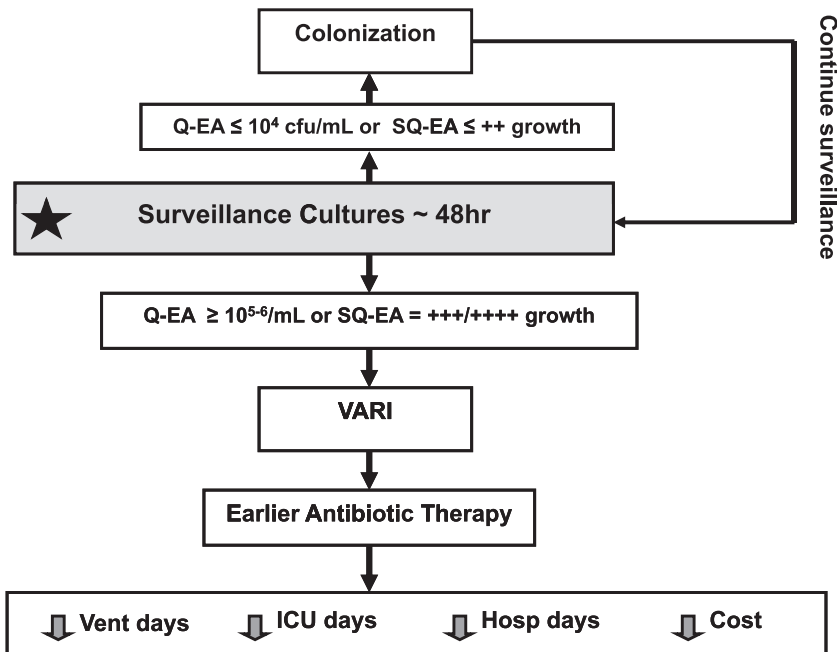 Colonization
Continue surveillance
Q-EA ≤ 10⁴ cfu/mL or SQ-EA ≤ ++ growth
Surveillance Cultures ~ 48hr
Q-EA ≥ 10⁵⁻⁶/mL or SQ-EA = +++/++++ growth
VARI
Earlier Antibiotic Therapy
Vent days ICU days Hosp days Cost